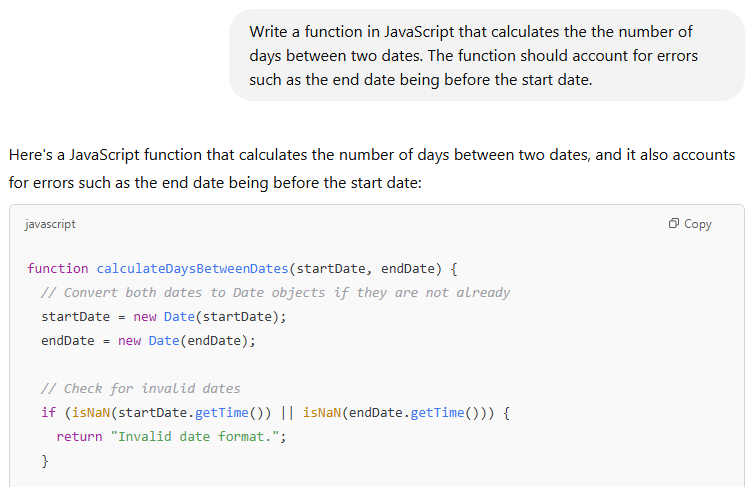 Write a function in JavaScript that calculates the the number of
days between two dates. The function should account for errors
such as the end date being before the start date.
Here's a JavaScript function that calculates the number of days between two dates, and it also accounts
for errors such as the end date being before the start date:
javascript
Copy
function calculateDaysBetweenDates(startDate, endDate) {
// Convert both dates to Date objects if they are not already
startDate = new Date(startDate);
endDate = new Date(endDate);
// Check for invalid dates
if (isNaN(startDate.getTime()) || isNaN(endDate.getTime())) {
return "Invalid date format.";
}